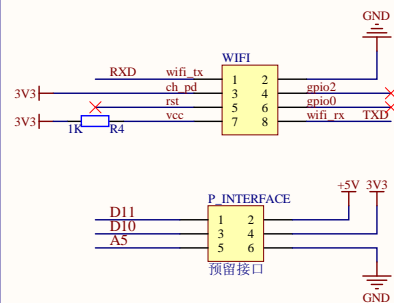 GND
WIFI
RXD wifi_tx 1 2
3V3 ch_pd 3 4 gpio2
rst 5 6 gpio0
3V3 vcc 7 8 wifi_rx TXD
1K R4
+5V 3V3
P_INTERFACE
D11 1 2
D10 3 4
A5 5 6
预留接口
GND